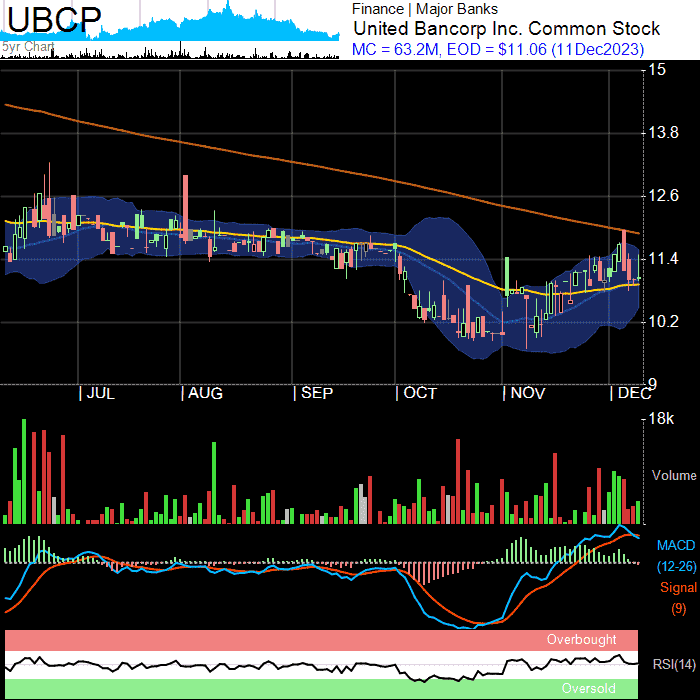 UBCP
5yr Chart
Finance | Major Banks
United Bancorp Inc. Common Stock
MC = 63.2M, EOD = $11.06 (11Dec2023)
15
13.8
12.6
11.4
10.2
9
JUL AUG SEP OCT NOV DEC
18k
Volume
MACD
(12-26)
Signal
(9)
Overbought
RSI(14)
Oversold